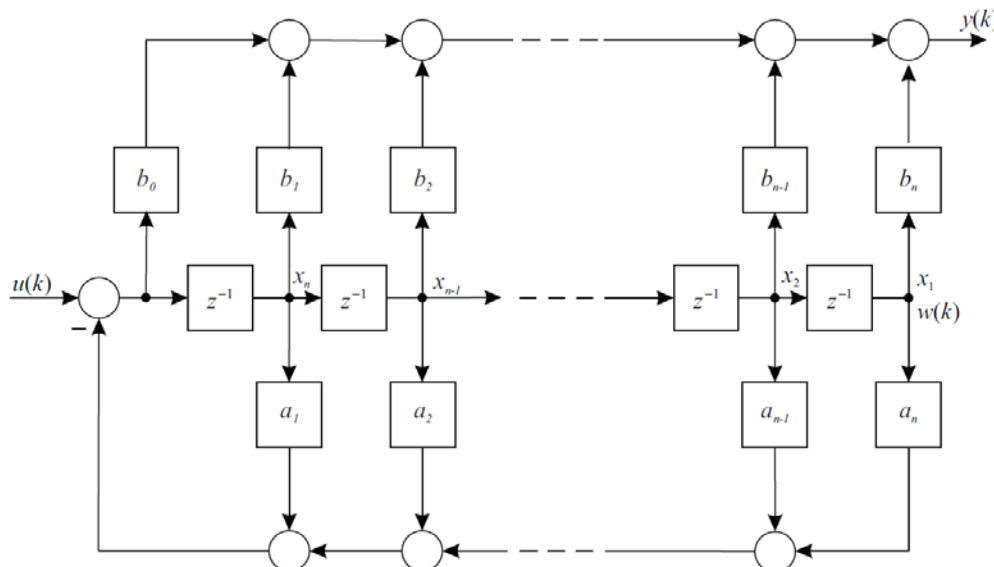 y(k)
b₀
b₁
b₂
bₙ₋₁
bₙ
u(k)
z⁻¹
xₙ
z⁻¹
xₙ₋₁
z⁻¹
x₂
z⁻¹
x₁
w(k)
−
a₁
a₂
aₙ₋₁
aₙ